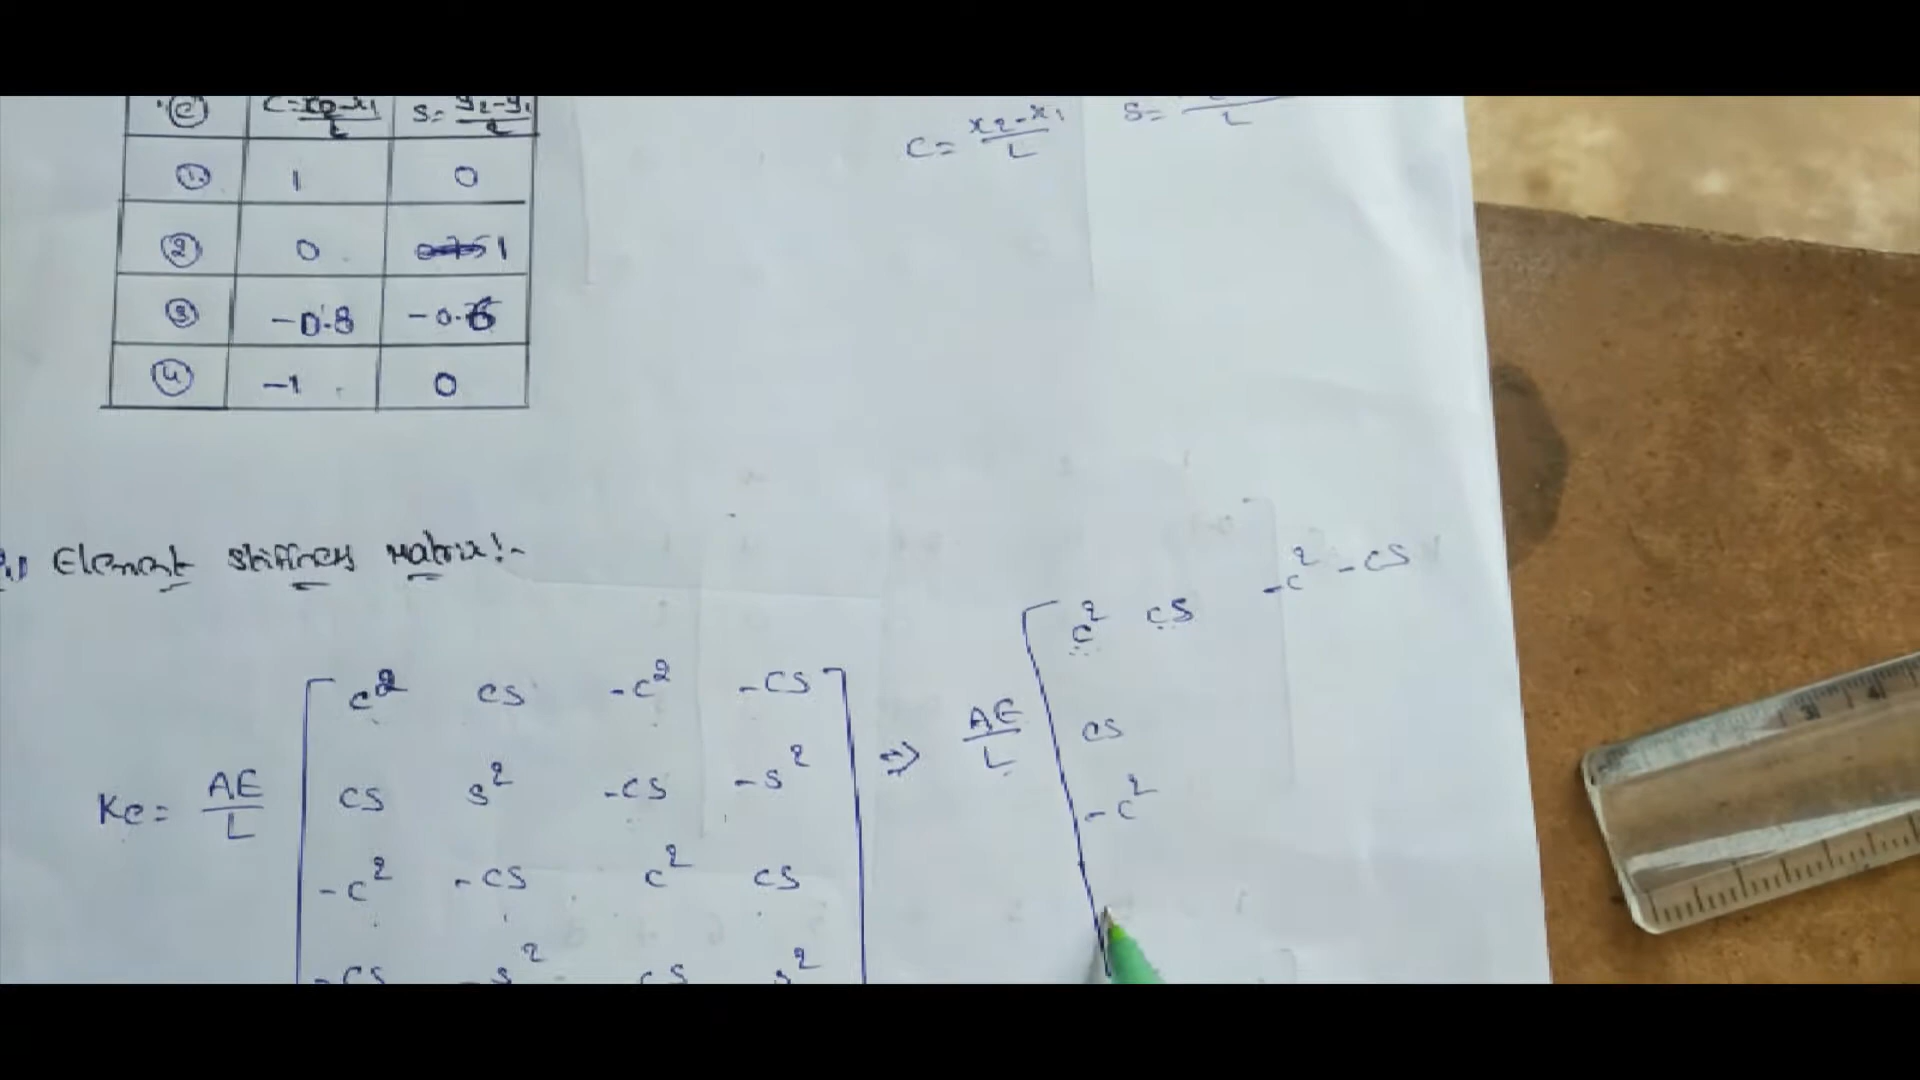 e C = x2-x1/L S = y2-y1/L
C = x2-x1/L S = L
1 1 0
2 0 1
3 -0.8 -0.6
4 -1 0
Element stiffness matrix:-
c² cs -c² -cs
c² cs -c² -cs
Ke = AE/L cs s² -cs -s² ⇒ AE/L cs
-c² -cs c² cs
-c²
-cs -s² cs s²